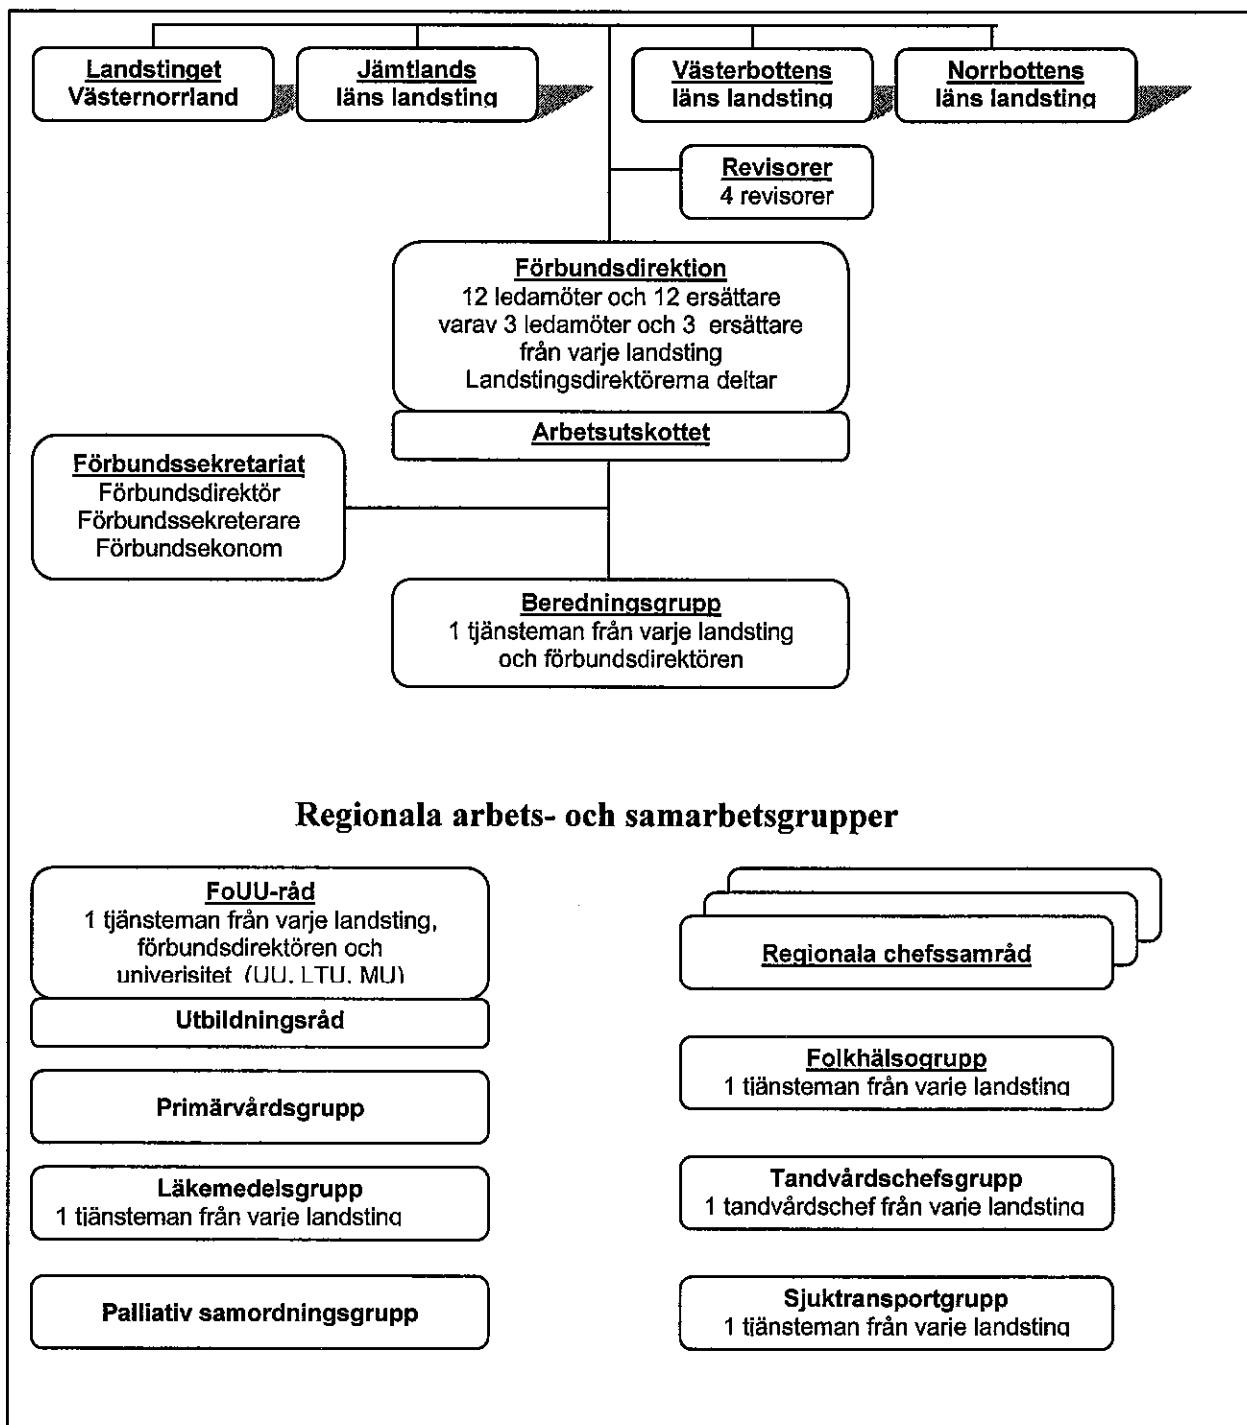 Landstinget
Västernorrland
Jämtlands
läns landsting
Västerbottens
läns landsting
Norrbottens
läns landsting
Revisorer
4 revisorer
Förbundsdirektion
12 ledamöter och 12 ersättare
varav 3 ledamöter och 3 ersättare
från varje landsting
Landstingsdirektörerna deltar
Arbetsutskottet
Förbundssekretariat
Förbundsdirektör
Förbundssekreterare
Förbundsekonom
Beredningsgrupp
1 tjänsteman från varje landsting
och förbundsdirektören
Regionala arbets- och samarbetsgrupper
FoUU-råd
1 tjänsteman från varje landsting,
förbundsdirektören och
univerisitet (UU, LTU, MU)
Utbildningsråd
Primärvårdsgrupp
Läkemedelsgrupp
1 tjänsteman från varje landsting
Palliativ samordningsgrupp
Regionala chefssamråd
Folkhälsogrupp
1 tjänsteman från varje landsting
Tandvårdschefsgrupp
1 tandvårdschef från varje landsting
Sjuktransportgrupp
1 tjänsteman från varje landsting